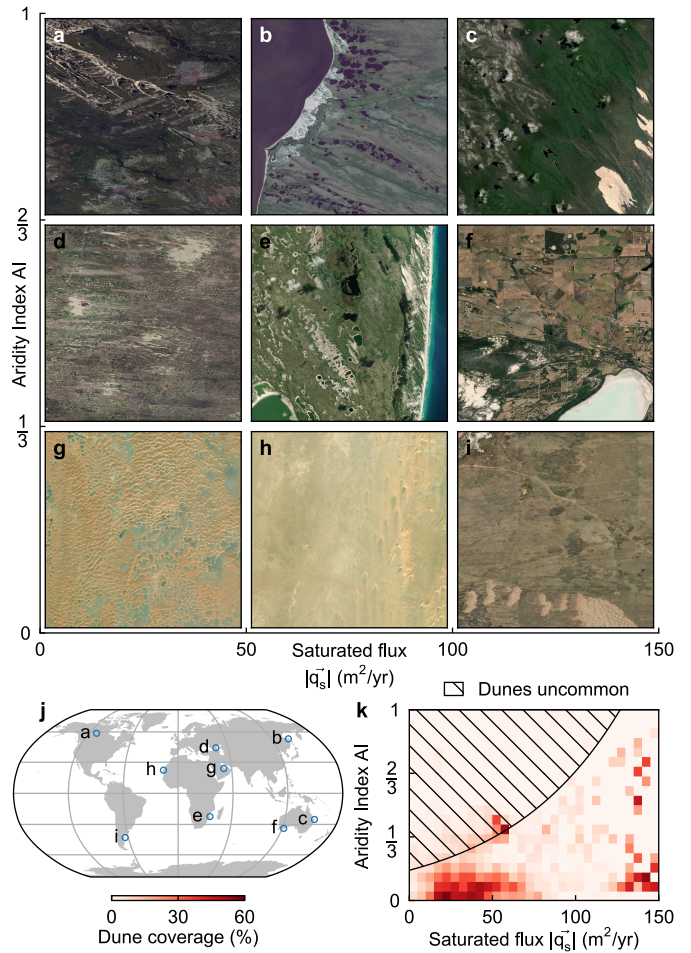 1
a
b
c
2
3
d
e
f
Aridity Index AI
1
3
g
h
i
0
0
50
100
150
Saturated flux
|q⃗s| (m²/yr)
Dunes uncommon
j
a
b
d
h
g
e
c
f
i
0
30
60
Dune coverage (%)
k
1
2
3
1
3
0
Aridity Index AI
0
50
100
150
Saturated flux |q⃗s| (m²/yr)